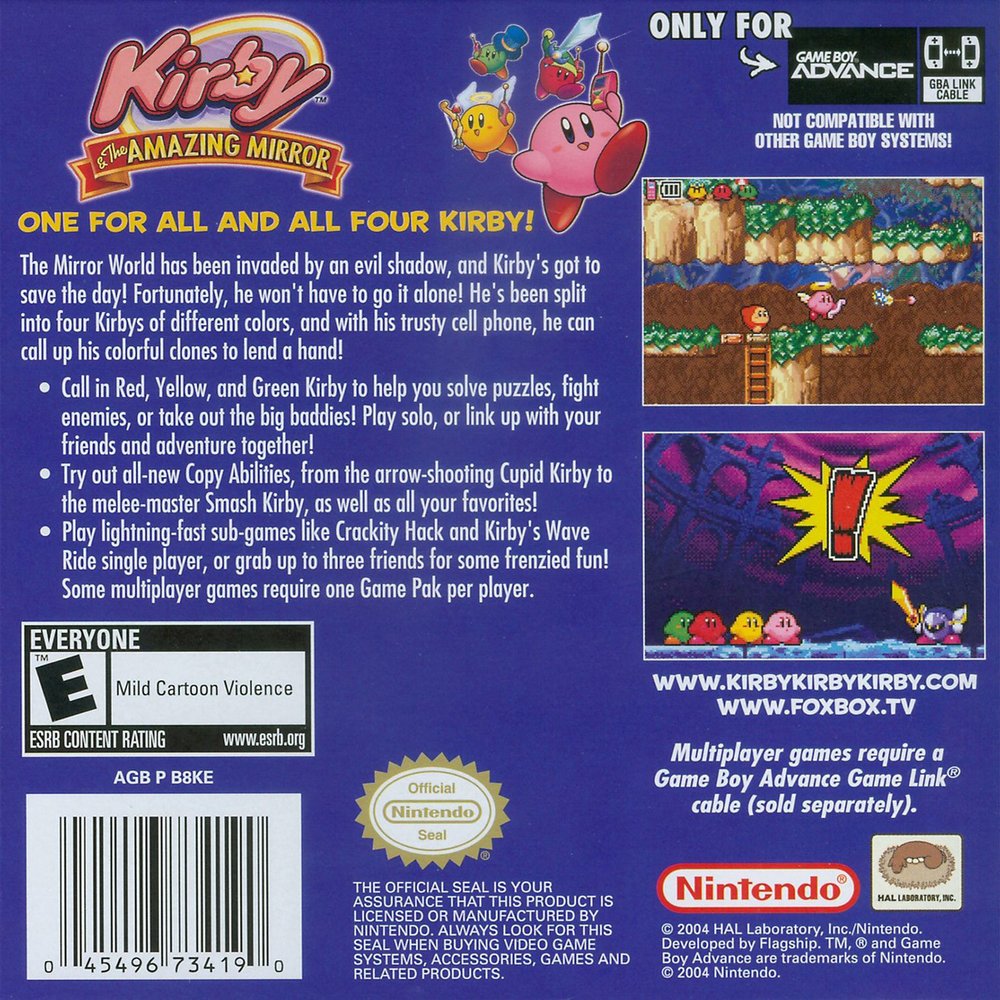 Kirby™
& The AMAZING MIRROR
ONLY FOR
GAME BOY
ADVANCE
GBA LINK
CABLE
NOT COMPATIBLE WITH
OTHER GAME BOY SYSTEMS!
ONE FOR ALL AND ALL FOUR KIRBY!
The Mirror World has been invaded by an evil shadow, and Kirby's got to
save the day! Fortunately, he won't have to go it alone! He's been split
into four Kirbys of different colors, and with his trusty cell phone, he can
call up his colorful clones to lend a hand!
• Call in Red, Yellow, and Green Kirby to help you solve puzzles, fight
enemies, or take out the big baddies! Play solo, or link up with your
friends and adventure together!
• Try out all-new Copy Abilities, from the arrow-shooting Cupid Kirby to
the melee-master Smash Kirby, as well as all your favorites!
• Play lightning-fast sub-games like Crackity Hack and Kirby's Wave
Ride single player, or grab up to three friends for some frenzied fun!
Some multiplayer games require one Game Pak per player.
!
WWW.KIRBYKIRBYKIRBY.COM
WWW.FOXBOX.TV
Multiplayer games require a
Game Boy Advance Game Link®
cable (sold separately).
EVERYONE
E™
Mild Cartoon Violence
ESRB CONTENT RATING www.esrb.org
AGB P B8KE
0 45496 73419 0
Official
Nintendo
Seal
®
THE OFFICIAL SEAL IS YOUR
ASSURANCE THAT THIS PRODUCT IS
LICENSED OR MANUFACTURED BY
NINTENDO. ALWAYS LOOK FOR THIS
SEAL WHEN BUYING VIDEO GAME
SYSTEMS, ACCESSORIES, GAMES AND
RELATED PRODUCTS.
Nintendo®
HAL LABORATORY, INC.
© 2004 HAL Laboratory, Inc./Nintendo.
Developed by Flagship. TM, ® and Game
Boy Advance are trademarks of Nintendo.
© 2004 Nintendo.